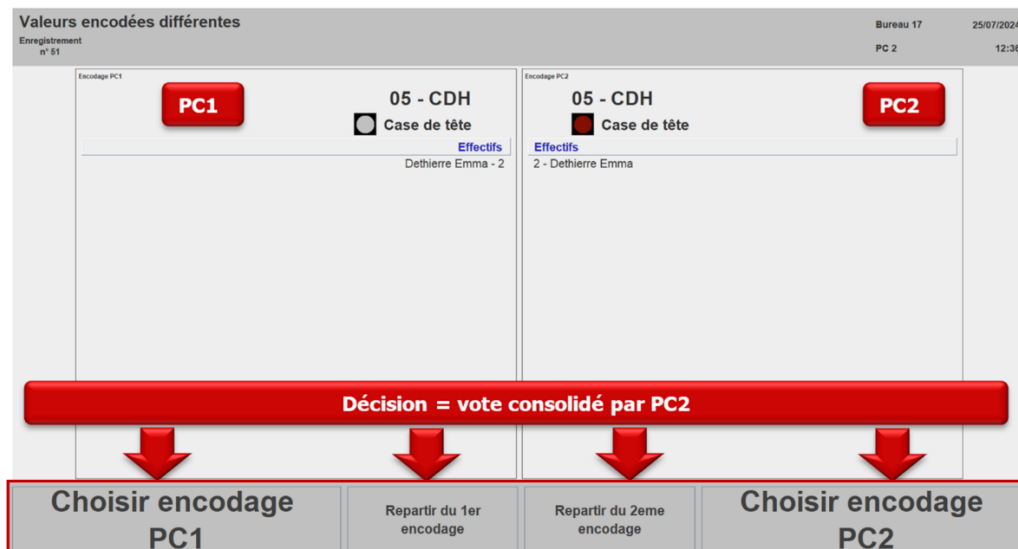 Valeurs encodées différentes
Bureau 17
25/07/2024
Enregistrement
n° 51
PC 2
12:36
Encodage PC1
PC1
05 - CDH
Case de tête
Effectifs
Dethierre Emma - 2
Encodage PC2
05 - CDH
PC2
Case de tête
Effectifs
2 - Dethierre Emma
Décision = vote consolidé par PC2
Choisir encodage
PC1
Repartir du 1er
encodage
Repartir du 2eme
encodage
Choisir encodage
PC2